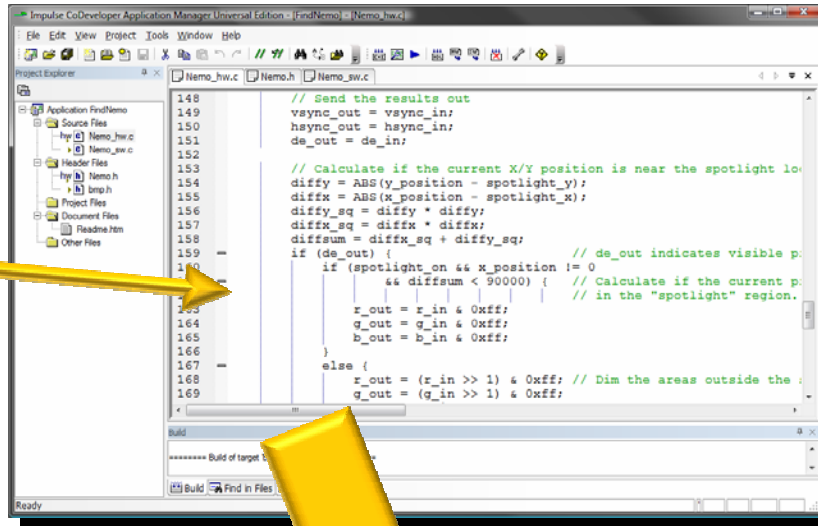 Impulse CoDeveloper Application Manager Universal Edition - [FindNemo] - [Nemo_hw.c]
File Edit View Project Tools Window Help
Project Explorer
Nemo_hw.c Nemo.h Nemo_sw.c
Application FindNemo
Source Files
hw Nemo_hw.c
Nemo_sw.c
Header Files
hw Nemo.h
bmp.h
Project Files
Document Files
Readme.htm
Other Files
148 // Send the results out
149 vsync_out = vsync_in;
150 hsync_out = hsync_in;
151 de_out = de_in;
152
153 // Calculate if the current X/Y position is near the spotlight
154 diffy = ABS(y_position - spotlight_y);
155 diffx = ABS(x_position - spotlight_x);
156 diffy_sq = diffy * diffy;
157 diffx_sq = diffx * diffx;
158 diffsum = diffx_sq + diffy_sq;
159 if (de_out) { // de_out indicates visible
if (spotlight_on && x_position != 0
&& diffsum < 90000) { // Calculate if the current
// in the "spotlight" region.
r_out = r_in & 0xff;
164 g_out = g_in & 0xff;
165 b_out = b_in & 0xff;
166 }
167 else {
168 r_out = (r_in >> 1) & 0xff; // Dim the areas outside the
169 g_out = (g_in >> 1) & 0xff;
Build
======== Build of target
Build Find in Files
Ready